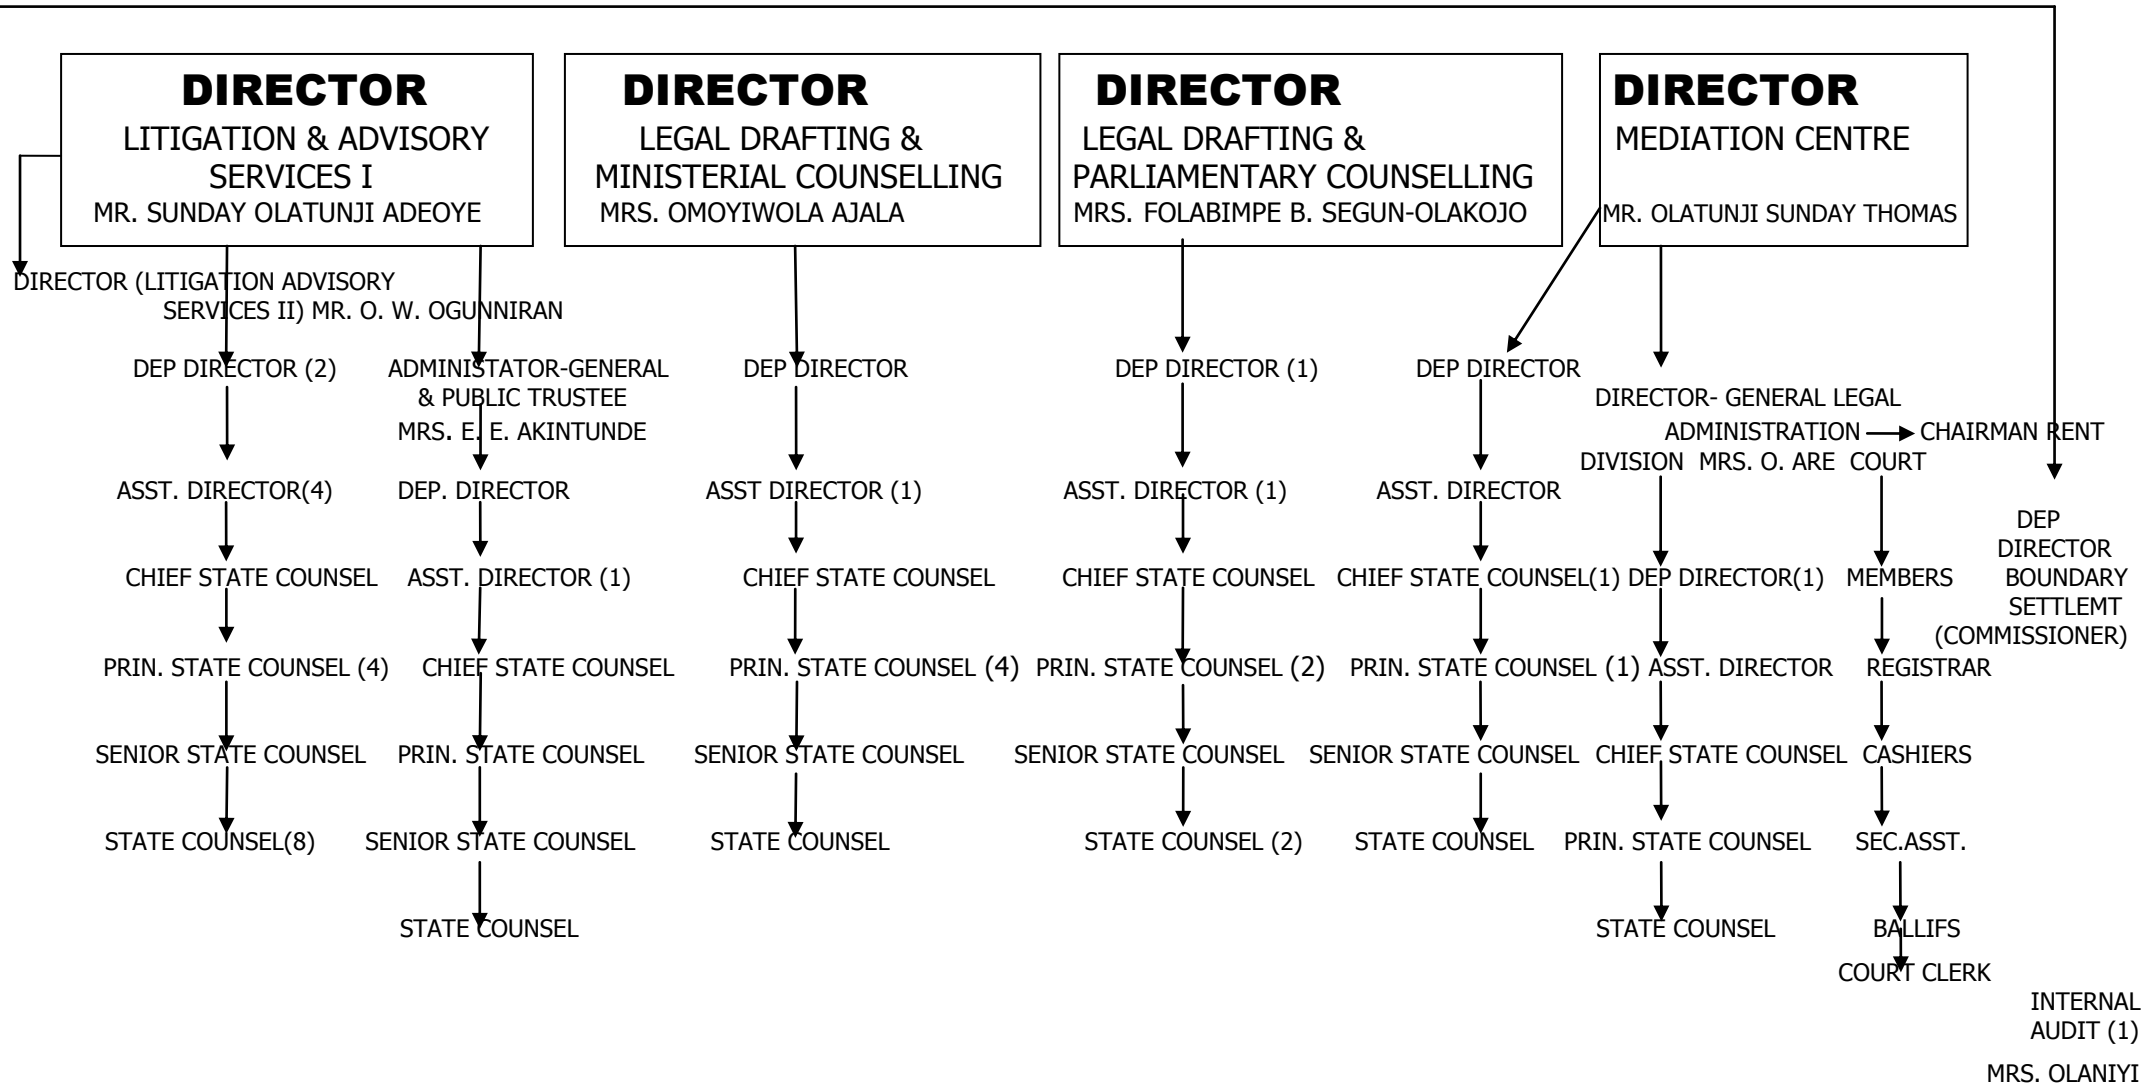 DIRECTOR
LITIGATION & ADVISORY
SERVICES I
MR. SUNDAY OLATUNJI ADEOYE
DIRECTOR
LEGAL DRAFTING &
MINISTERIAL COUNSELLING
MRS. OMOYIWOLA AJALA
DIRECTOR
LEGAL DRAFTING &
PARLIAMENTARY COUNSELLING
MRS. FOLABIMPE B. SEGUN-OLAKOJO
DIRECTOR
MEDIATION CENTRE
MR. OLATUNJI SUNDAY THOMAS
DIRECTOR (LITIGATION ADVISORY
SERVICES II) MR. O. W. OGUNNIRAN
DEP DIRECTOR (2)
ASST. DIRECTOR(4)
CHIEF STATE COUNSEL
PRIN. STATE COUNSEL (4)
SENIOR STATE COUNSEL
STATE COUNSEL(8)
ADMINISTATOR-GENERAL
& PUBLIC TRUSTEE
MRS. E. E. AKINTUNDE
DEP. DIRECTOR
ASST. DIRECTOR (1)
CHIEF STATE COUNSEL
PRIN. STATE COUNSEL
SENIOR STATE COUNSEL
STATE COUNSEL
DEP DIRECTOR
ASST DIRECTOR (1)
CHIEF STATE COUNSEL
PRIN. STATE COUNSEL (4)
SENIOR STATE COUNSEL
STATE COUNSEL
DEP DIRECTOR (1)
ASST. DIRECTOR (1)
CHIEF STATE COUNSEL
PRIN. STATE COUNSEL (2)
SENIOR STATE COUNSEL
STATE COUNSEL (2)
DEP DIRECTOR
ASST. DIRECTOR
CHIEF STATE COUNSEL(1)
PRIN. STATE COUNSEL (1)
SENIOR STATE COUNSEL
STATE COUNSEL
DIRECTOR- GENERAL LEGAL
ADMINISTRATION CHAIRMAN RENT
DIVISION MRS. O. ARE COURT
DEP DIRECTOR(1)
ASST. DIRECTOR
CHIEF STATE COUNSEL
PRIN. STATE COUNSEL
STATE COUNSEL
MEMBERS
REGISTRAR
CASHIERS
SEC.ASST.
BALLIFS
COURT CLERK
DEP
DIRECTOR
BOUNDARY
SETTLEMT
(COMMISSIONER)
INTERNAL
AUDIT (1)
MRS. OLANIYI